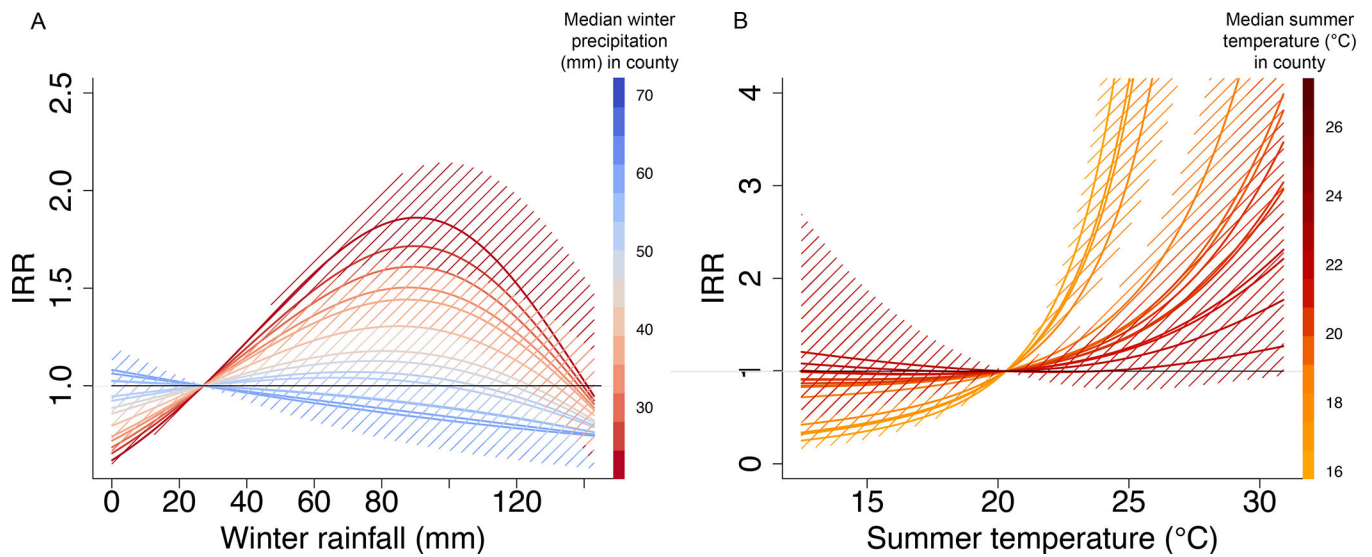 A
Median winter
precipitation
(mm) in county
IRR
2.5
2.0
1.5
1.0
0
20
40
60
80
120
Winter rainfall (mm)
70
60
50
40
30
B
Median summer
temperature (°C)
in county
IRR
4
3
2
1
0
15
20
25
30
Summer temperature (°C)
26
24
22
20
18
16